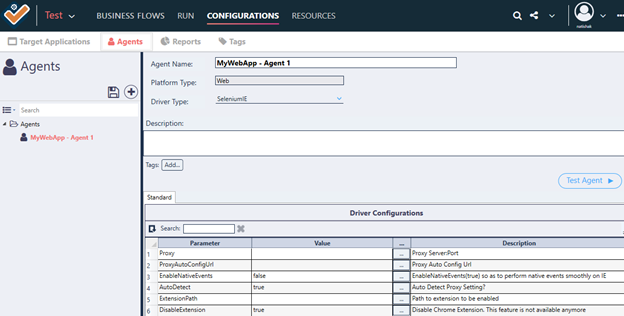 Test BUSINESS FLOWS RUN CONFIGURATIONS RESOURCES
Target Applications Agents Reports Tags
Agents
Search
Agents
MyWebApp - Agent 1
Agent Name: MyWebApp - Agent 1
Platform Type: Web
Driver Type: SeleniumIE
Description:
Tags: Add...
Test Agent
Standard
Driver Configurations
Search:
Parameter Value ... Description
1 Proxy ... Proxy Server:Port
2 ProxyAutoConfigUrl ... Proxy Auto Config Url
3 EnableNativeEvents false ... EnableNativeEvents(true) so as to perform native events smoothly on IE
4 AutoDetect true ... Auto Detect Proxy Setting?
5 ExtensionPath ... Path to extension to be enabled
6 DisableExtension true ... Disable Chrome Extension. This feature is not available anymore